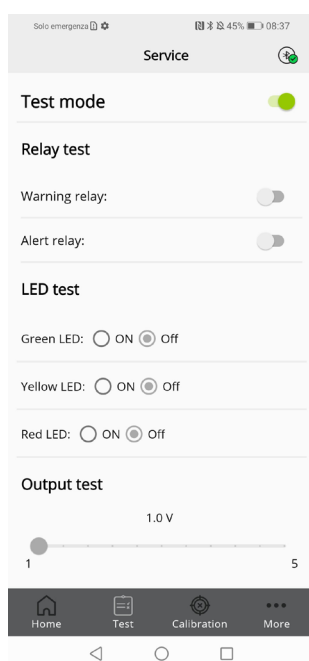 Solo emergenza 45% 08:37
Service
Test mode
Relay test
Warning relay:
Alert relay:
LED test
Green LED: ON Off
Yellow LED: ON Off
Red LED: ON Off
Output test
1.0 V
1 5
Home Test Calibration More